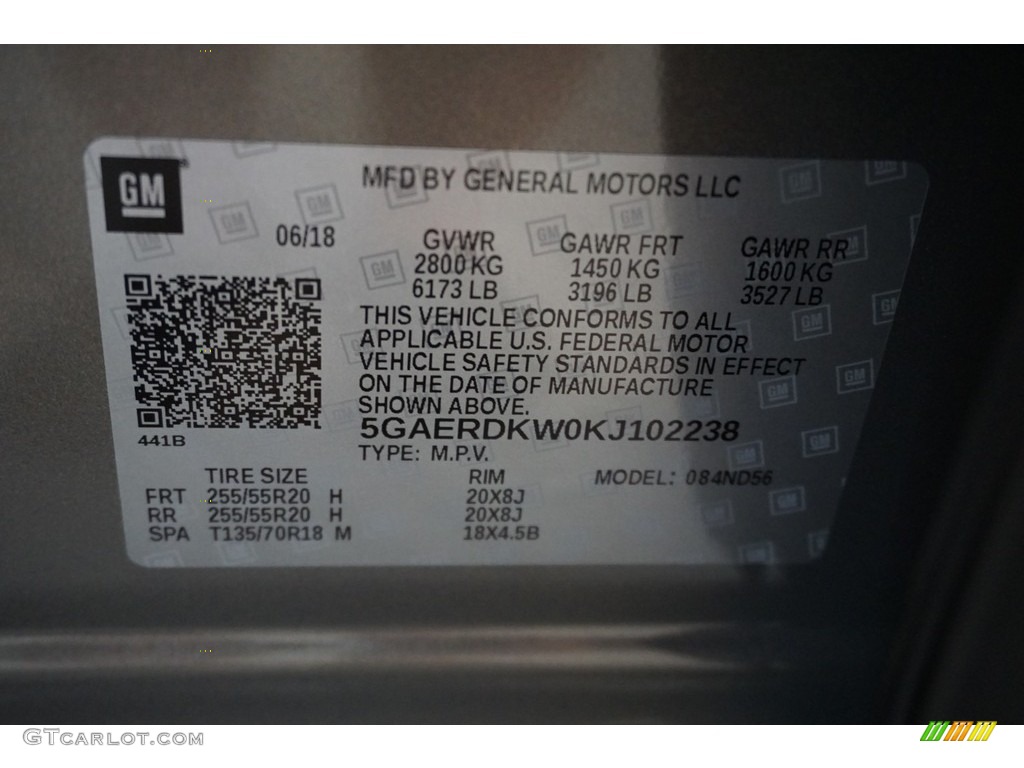 GM
MFD BY GENERAL MOTORS LLC
06/18
GVWR GAWR FRT GAWR RR
2800 KG 1450 KG 1600 KG
6173 LB 3196 LB 3527 LB
THIS VEHICLE CONFORMS TO ALL
APPLICABLE U.S. FEDERAL MOTOR
VEHICLE SAFETY STANDARDS IN EFFECT
ON THE DATE OF MANUFACTURE
SHOWN ABOVE.
441B
5GAERDKW0KJ102238
TYPE: M.P.V.
TIRE SIZE RIM MODEL: 084ND56
FRT 255/55R20 H 20X8J
RR 255/55R20 H 20X8J
SPA T135/70R18 M 18X4.5B
GTCARLOT.COM